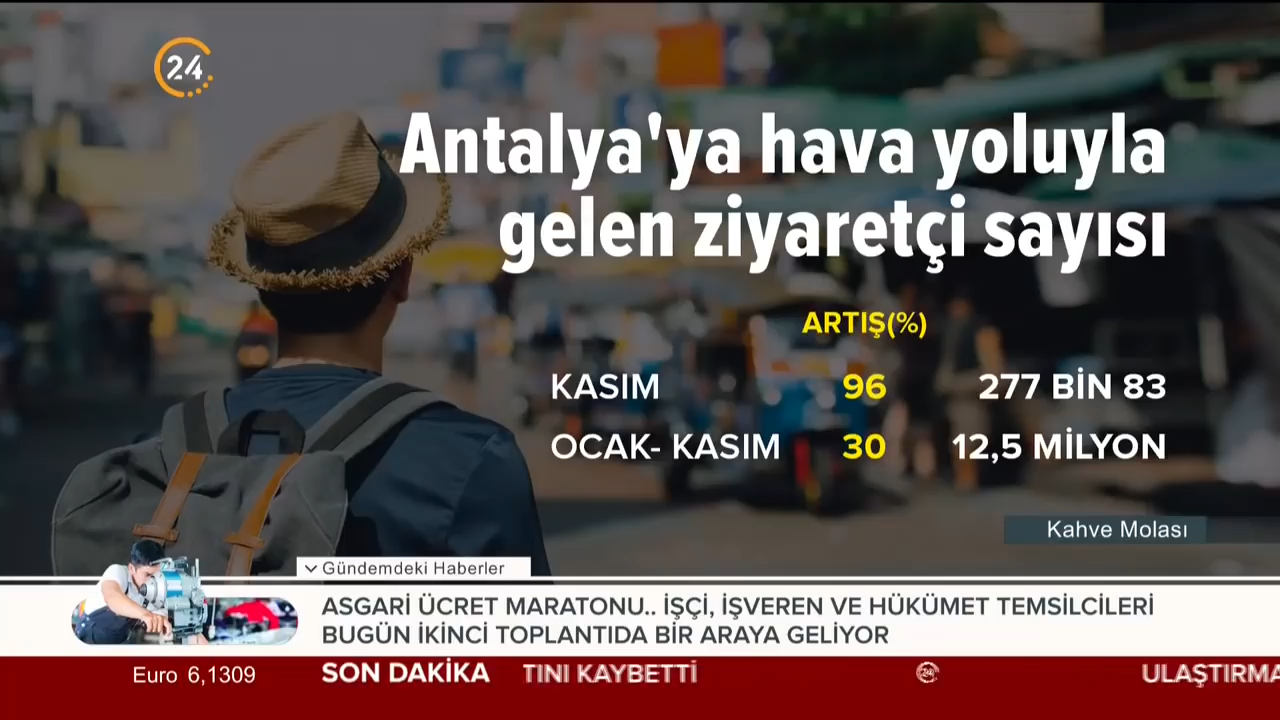 24
Antalya'ya hava yoluyla
gelen ziyaretçi sayısı
ARTIŞ(%)
KASIM 96 277 BİN 83
OCAK- KASIM 30 12,5 MİLYON
Kahve Molası
Gündemdeki Haberler
ASGARİ ÜCRET MARATONU.. İŞÇİ, İŞVEREN VE HÜKÜMET TEMSİLCİLERİ
BUGÜN İKİNCİ TOPLANTIDA BİR ARAYA GELİYOR
Euro 6,1309 SON DAKİKA TINI KAYBETTİ 24 ULAŞTIRMA